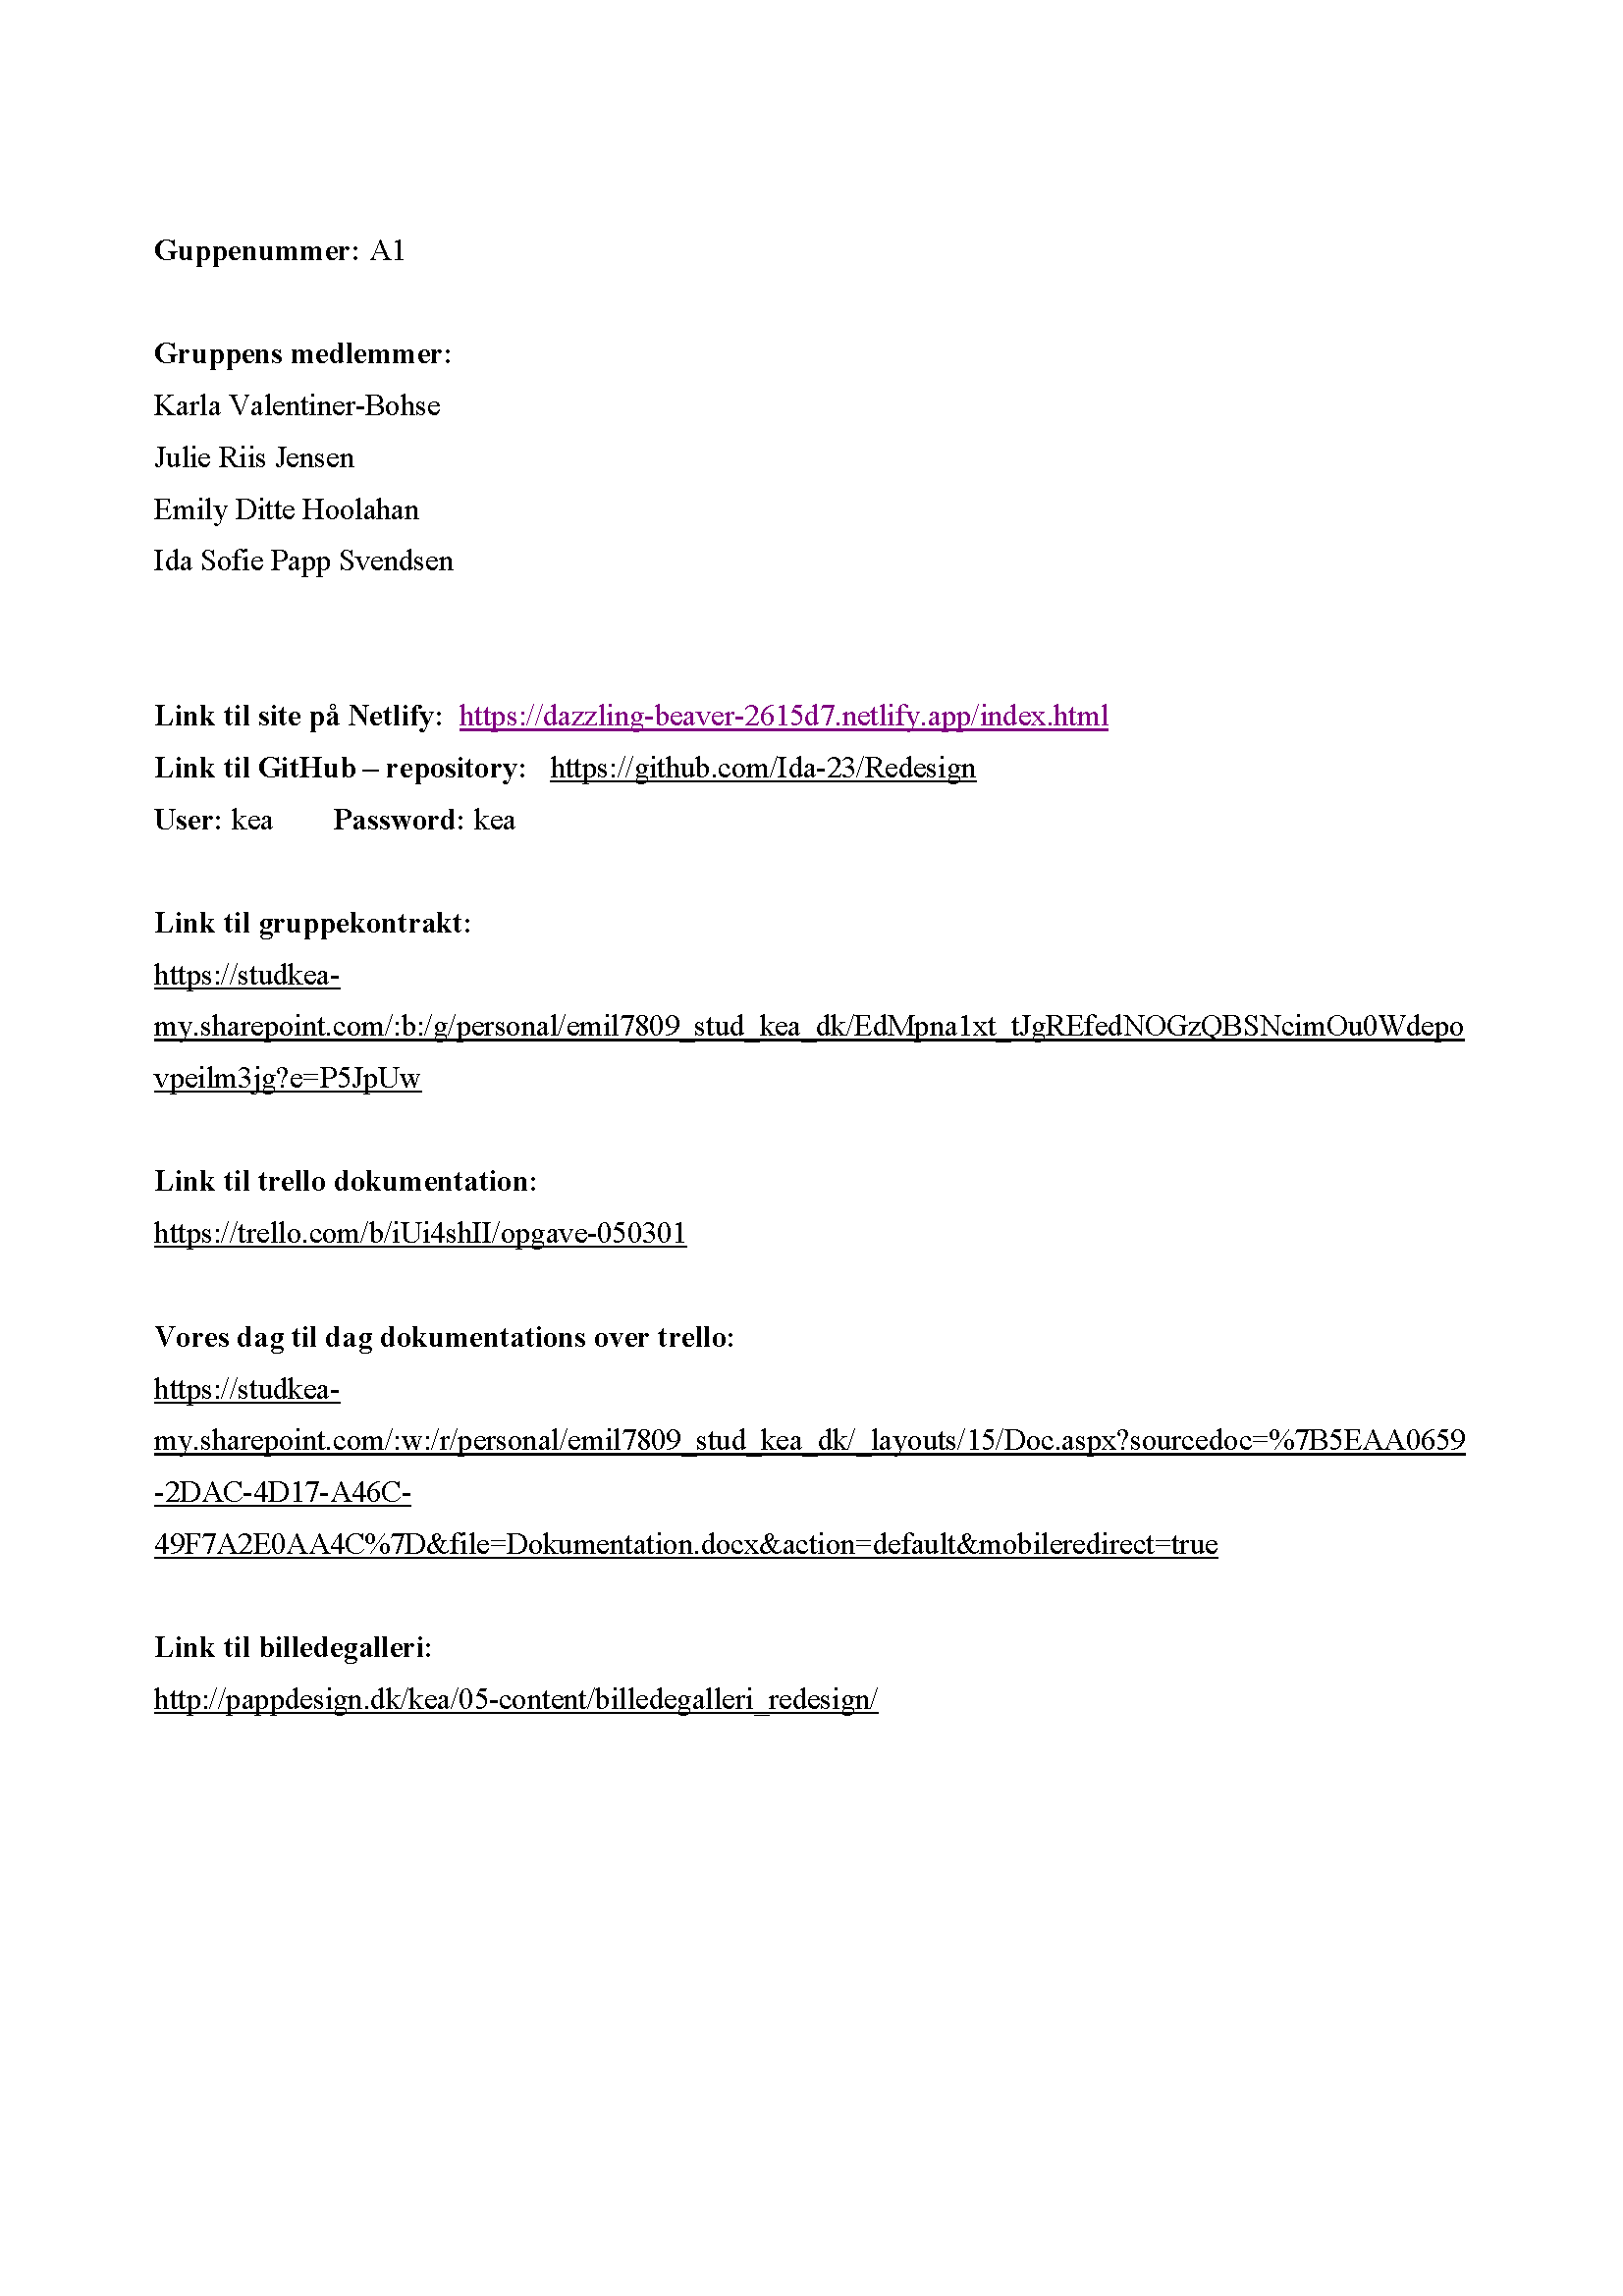 Guppenummer: A1
Gruppens medlemmer:
Karla Valentiner-Bohse
Julie Riis Jensen
Emily Ditte Hoolahan
Ida Sofie Papp Svendsen
Link til site på Netlify: https://dazzling-beaver-2615d7.netlify.app/index.html
Link til GitHub – repository: https://github.com/Ida-23/Redesign
User: kea Password: kea
Link til gruppekontrakt:
https://studkea-
my.sharepoint.com/:b:/g/personal/emil7809_stud_kea_dk/EdMpna1xt_tJgREfedNOGzQBSNcimOu0Wdepo
vpeilm3jg?e=P5JpUw
Link til trello dokumentation:
https://trello.com/b/iUi4shII/opgave-050301
Vores dag til dag dokumentations over trello:
https://studkea-
my.sharepoint.com/:w:/r/personal/emil7809_stud_kea_dk/_layouts/15/Doc.aspx?sourcedoc=%7B5EAA0659
-2DAC-4D17-A46C-
49F7A2E0AA4C%7D&file=Dokumentation.docx&action=default&mobileredirect=true
Link til billedegalleri:
http://pappdesign.dk/kea/05-content/billedegalleri_redesign/